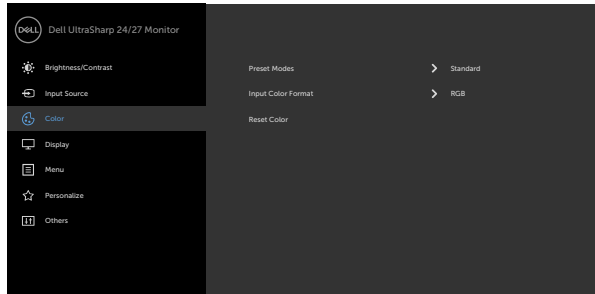 DELL Dell UltraSharp 24/27 Monitor
Brightness/Contrast Preset Modes Standard
Input Source Input Color Format RGB
Color Reset Color
Display
Menu
Personalize
Others